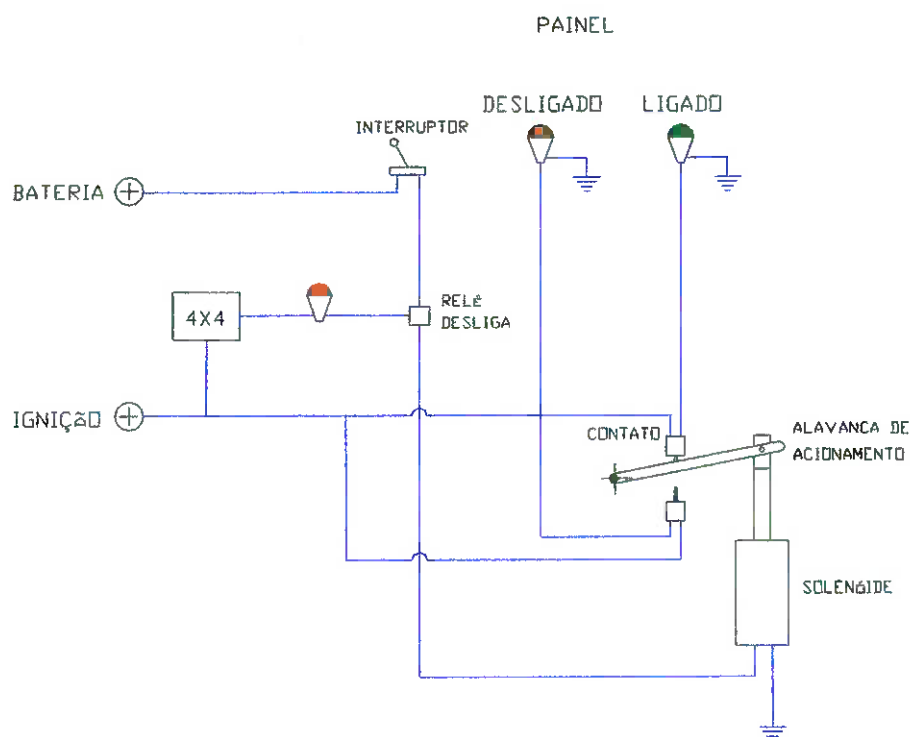 PAINEL
DESLIGADO
LIGADO
INTERRUPTOR
BATERIA
4X4
RELé
DESLIGA
IGNIÇãO
CONTATO
ALAVANCA DE
ACIONAMENTO
SOLENóIDE